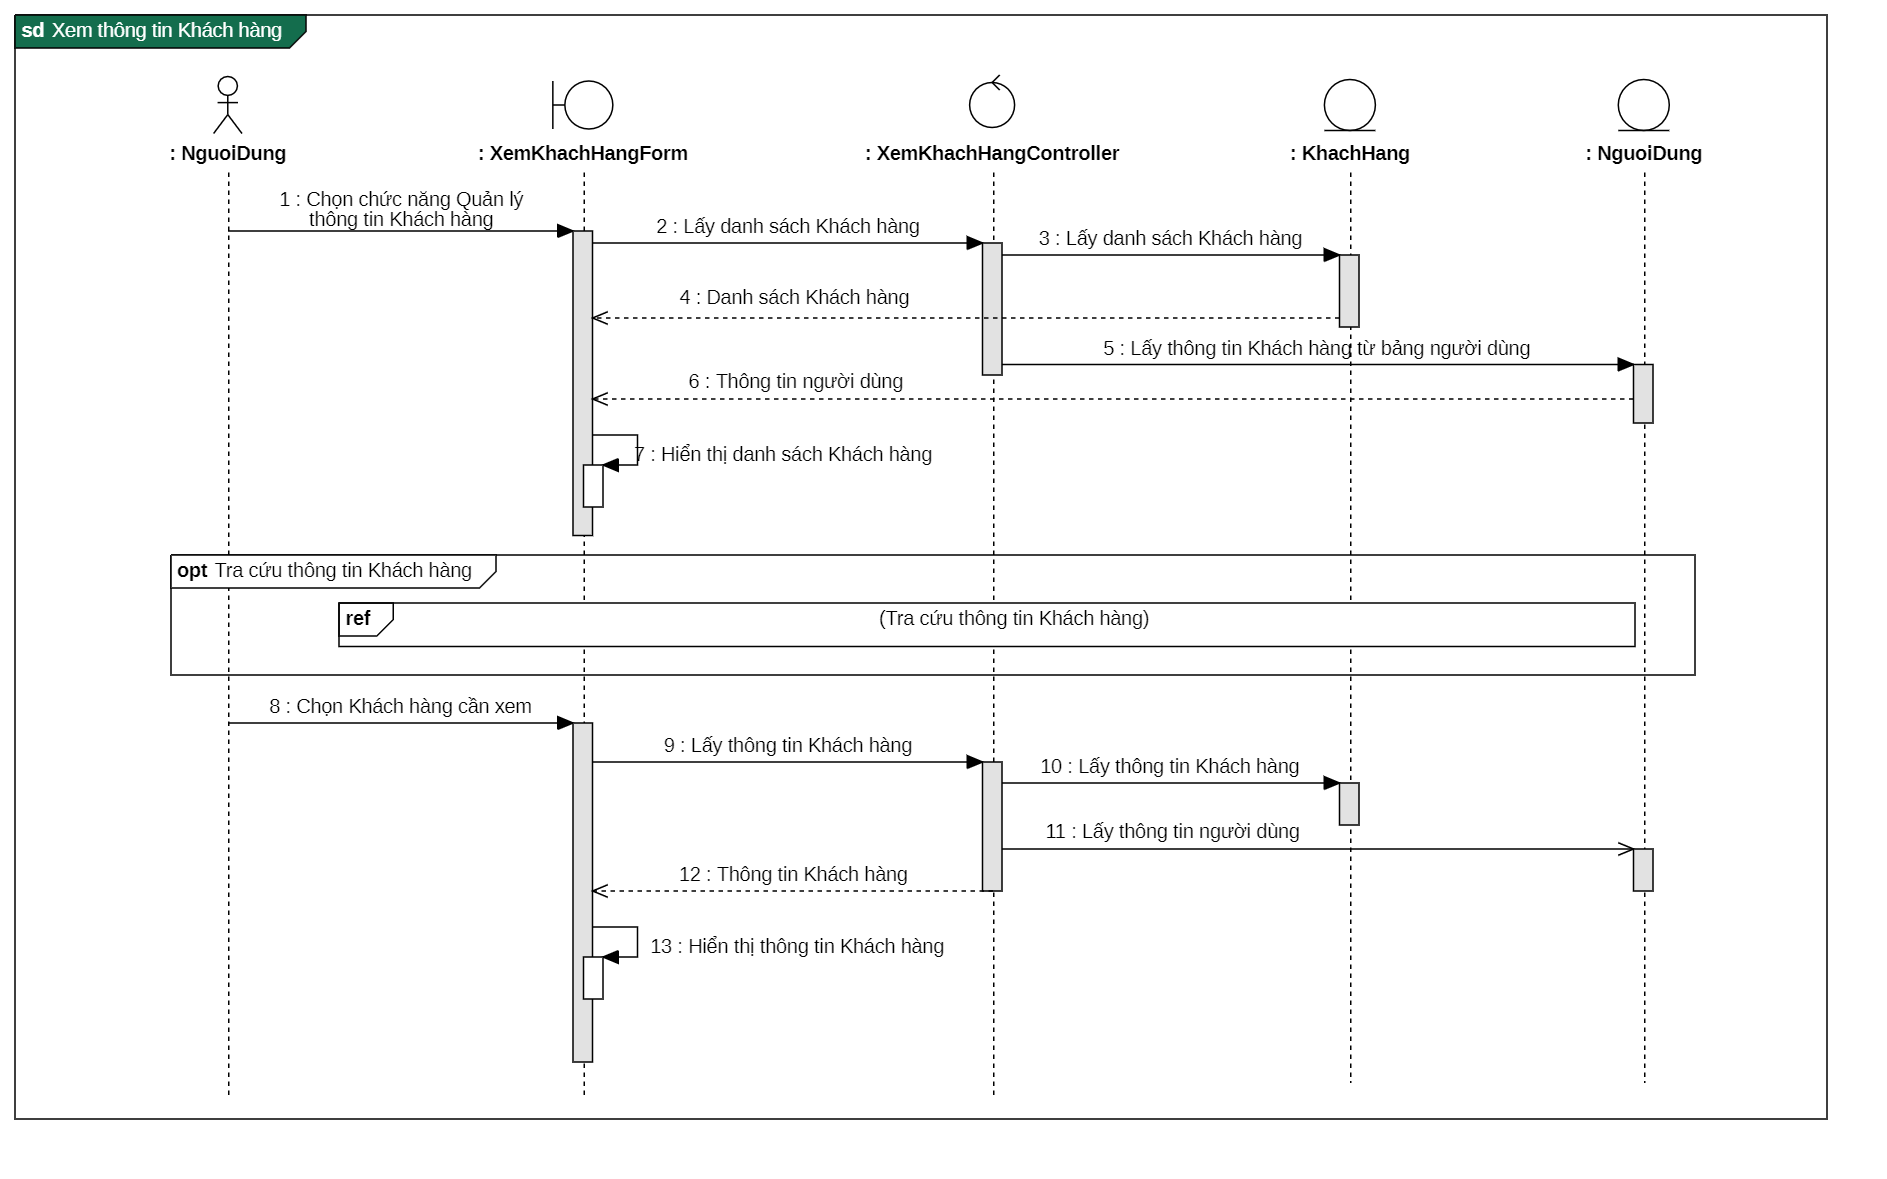 sd Xem thông tin Khách hàng
: NguoiDung
: XemKhachHangForm
: XemKhachHangController
: KhachHang
: NguoiDung
1 : Chọn chức năng Quản lý
thông tin Khách hàng
2 : Lấy danh sách Khách hàng
3 : Lấy danh sách Khách hàng
4 : Danh sách Khách hàng
5 : Lấy thông tin Khách hàng từ bảng người dùng
6 : Thông tin người dùng
7 : Hiển thị danh sách Khách hàng
opt Tra cứu thông tin Khách hàng
ref
(Tra cứu thông tin Khách hàng)
8 : Chọn Khách hàng cần xem
9 : Lấy thông tin Khách hàng
10 : Lấy thông tin Khách hàng
11 : Lấy thông tin người dùng
12 : Thông tin Khách hàng
13 : Hiển thị thông tin Khách hàng